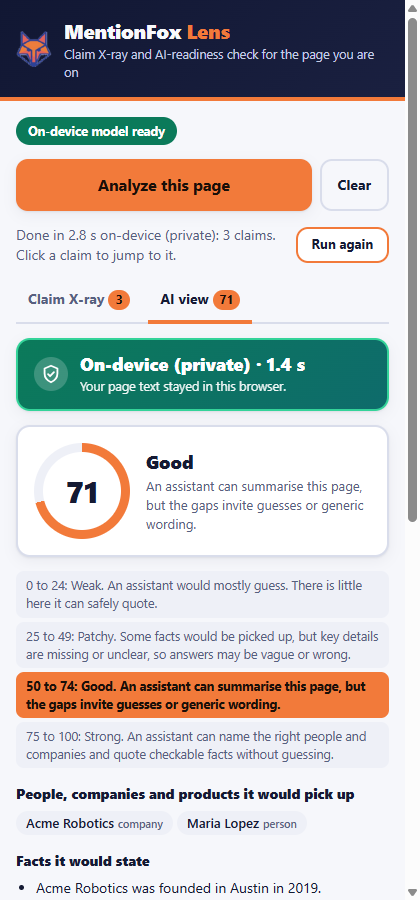 MentionFox Lens
Claim X-ray and AI-readiness check for the page you are
on
On-device model ready
Analyze this page
Clear
Done in 2.8 s on-device (private): 3 claims.
Click a claim to jump to it.
Run again
Claim X-ray 3
AI view 71
On-device (private) · 1.4 s
Your page text stayed in this browser.
71
Good
An assistant can summarise this page,
but the gaps invite guesses or generic
wording.
0 to 24: Weak. An assistant would mostly guess. There is little
here it can safely quote.
25 to 49: Patchy. Some facts would be picked up, but key details
are missing or unclear, so answers may be vague or wrong.
50 to 74: Good. An assistant can summarise this page, but
the gaps invite guesses or generic wording.
75 to 100: Strong. An assistant can name the right people and
companies and quote checkable facts without guessing.
People, companies and products it would pick up
Acme Robotics company
Maria Lopez person
Facts it would state
• Acme Robotics was founded in Austin in 2019.